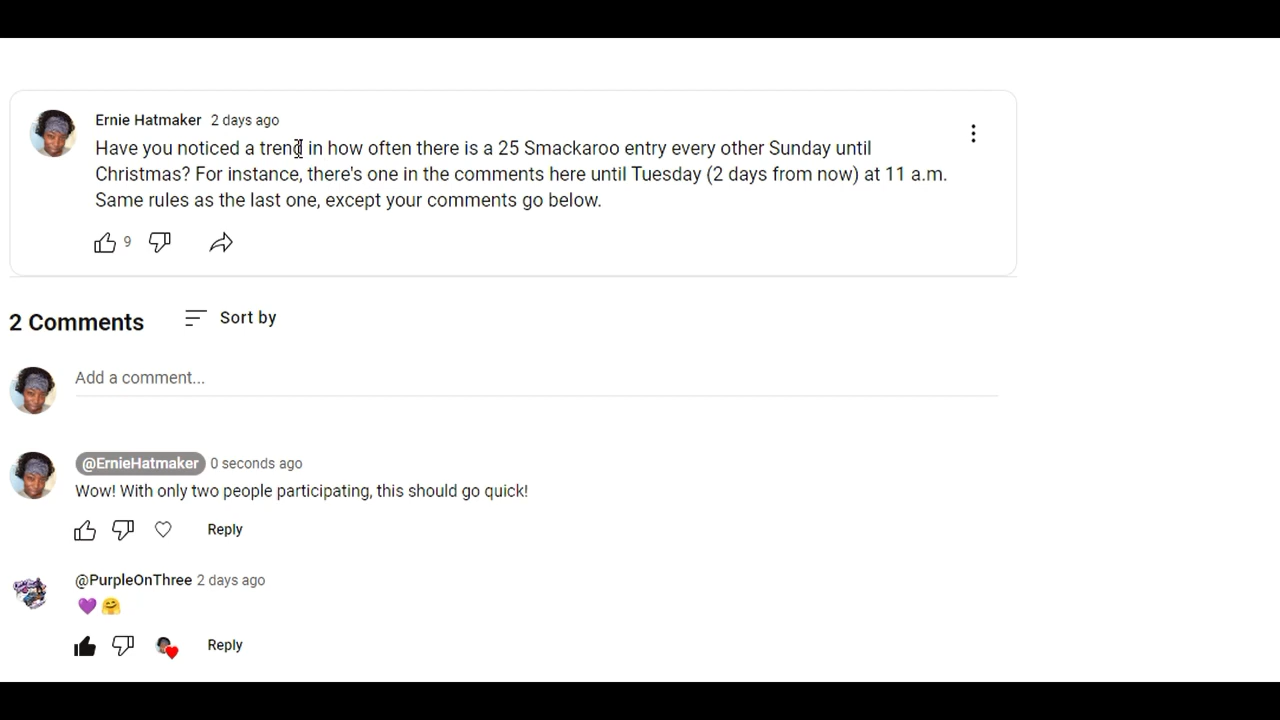 Ernie Hatmaker 2 days ago
Have you noticed a trend in how often there is a 25 Smackaroo entry every other Sunday until
Christmas? For instance, there's one in the comments here until Tuesday (2 days from now) at 11 a.m.
Same rules as the last one, except your comments go below.
9
2 Comments Sort by
Add a comment...
@ErnieHatmaker 0 seconds ago
Wow! With only two people participating, this should go quick!
Reply
@PurpleOnThree 2 days ago
💜🤗
Reply